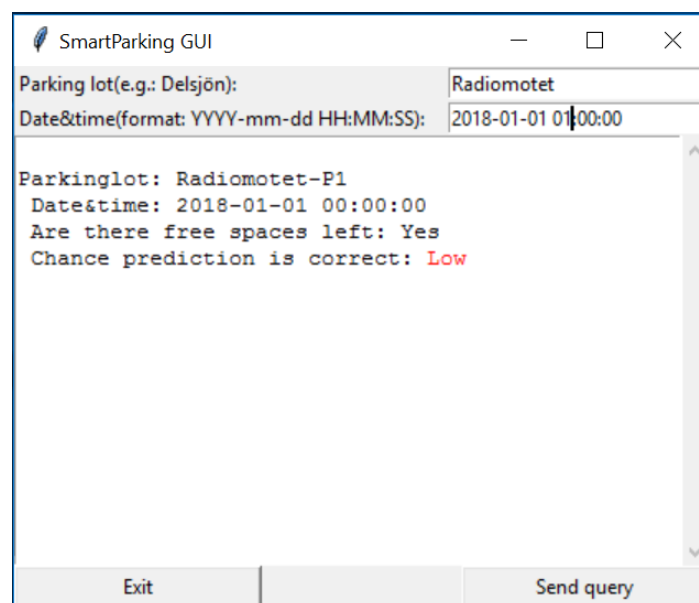 SmartParking GUI
Parking lot(e.g.: Delsjön): Radiomotet
Date&time(format: YYYY-mm-dd HH:MM:SS): 2018-01-01 01:00:00
Parkinglot: Radiomotet-P1
Date&time: 2018-01-01 00:00:00
Are there free spaces left: Yes
Chance prediction is correct: Low
Exit Send query